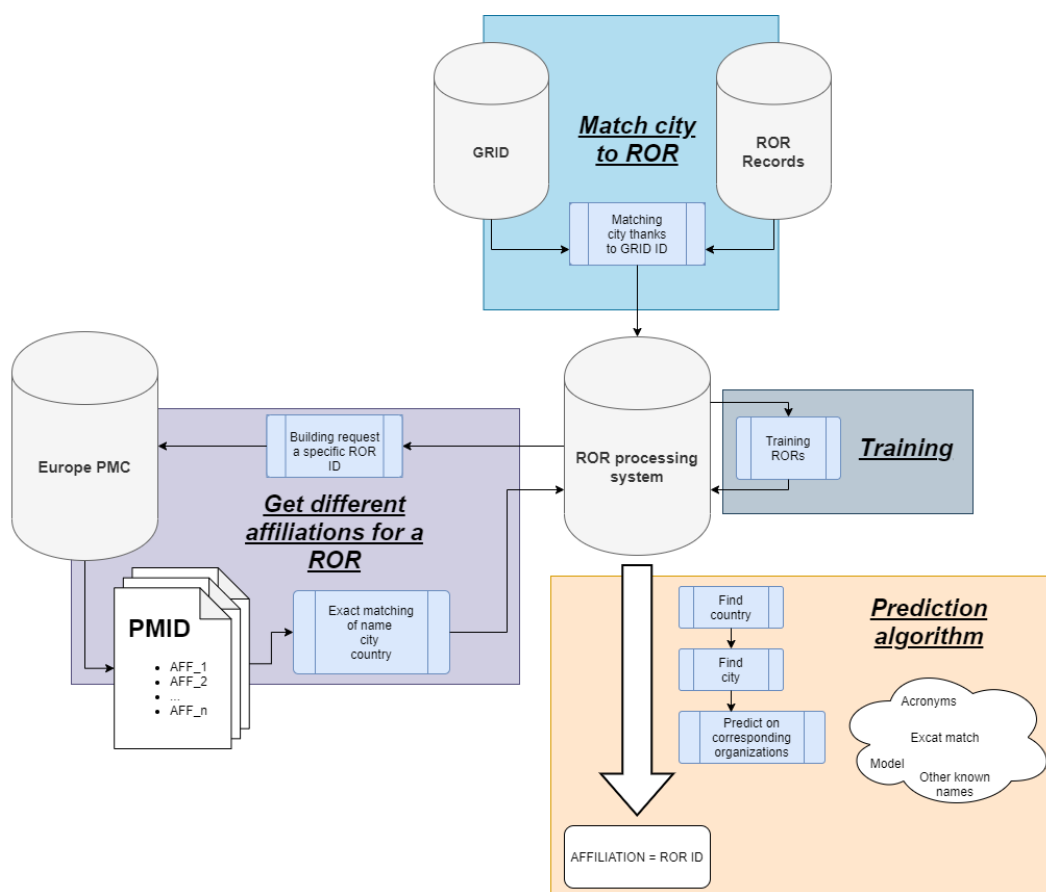 GRID
Match city
to ROR
ROR
Records
Matching
city thanks
to GRID ID
Europe PMC
Building request
a specific ROR
ID
ROR processing
system
Training
RORs
Training
Get different
affiliations for a
ROR
PMID
• AFF_1
• AFF_2
• ...
• AFF_n
Exact matching
of name
city
country
Find
country
Find
city
Predict on
corresponding
organizations
Prediction
algorithm
Acronyms
Excat match
Model
Other known
names
AFFILIATION = ROR ID